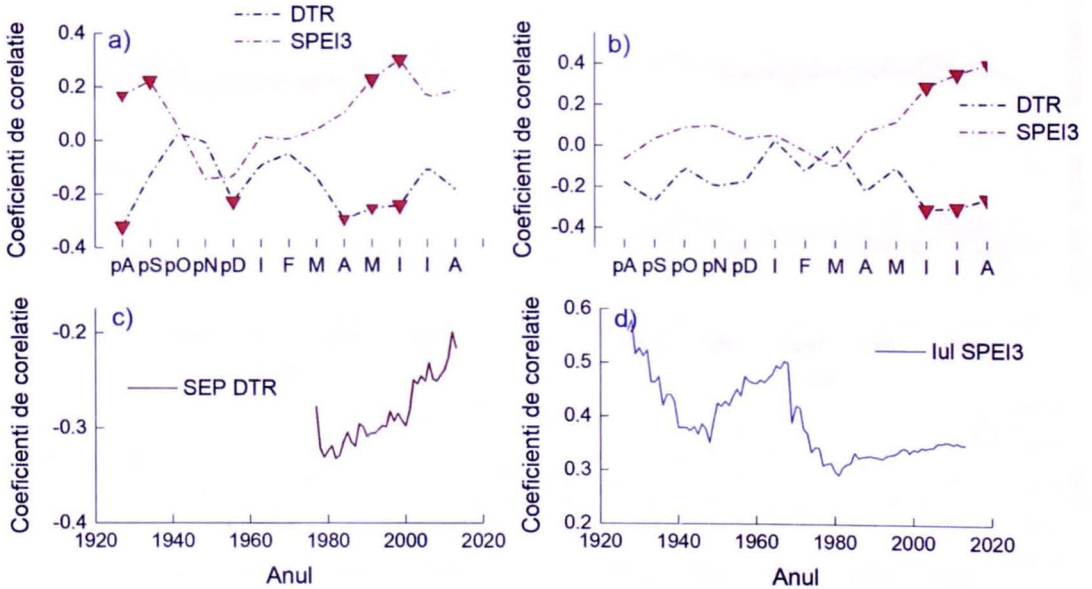 a)
DTR
SPEI3
Coeficienti de corelatie
0.4
0.2
0.0
-0.2
-0.4
pA pS pO pN pD I F M A M I I A
b)
DTR
SPEI3
Coeficienti de corelatie
0.4
0.2
0.0
-0.2
-0.4
pA pS pO pN pD I F M A M I I A
c)
SEP DTR
Coeficienti de corelatie
-0.2
-0.3
-0.4
1920 1940 1960 1980 2000 2020
Anul
d)
Iul SPEI3
Coeficienti de corelatie
0.6
0.5
0.4
0.3
0.2
1920 1940 1960 1980 2000 2020
Anul